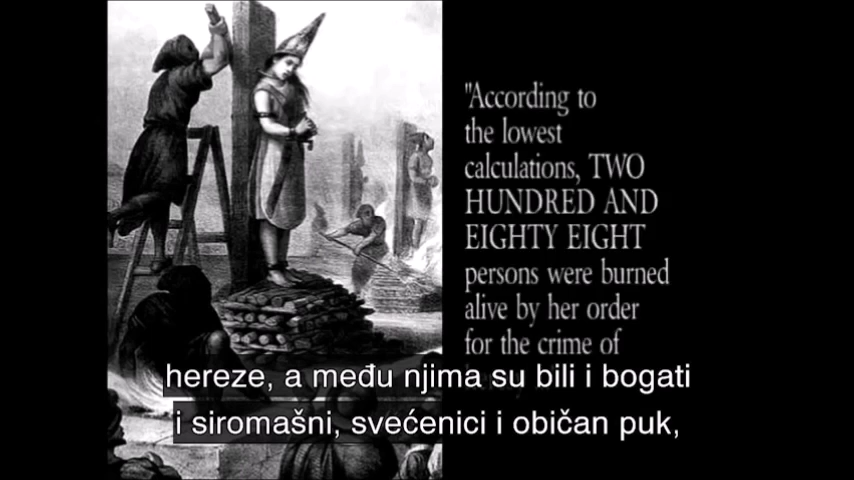 "According to
the lowest
calculations, TWO
HUNDRED AND
EIGHTY EIGHT
persons were burned
alive by her order
for the crime of
hereze, a među njima su bili i bogati
i siromašni, svećenici i običan puk,